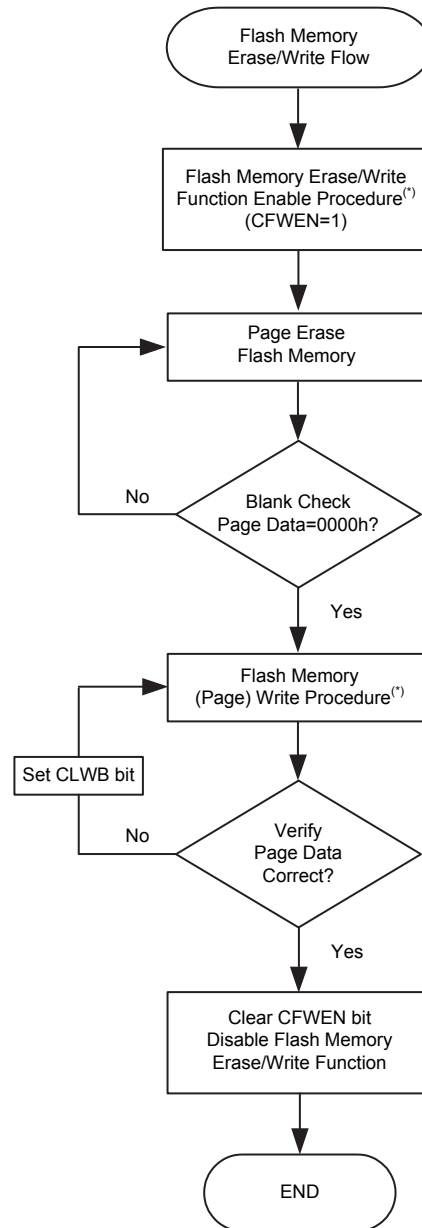 Flash Memory
Erase/Write Flow
Flash Memory Erase/Write
Function Enable Procedure(*)
(CFWEN=1)
Page Erase
Flash Memory
No
Blank Check
Page Data=0000h?
Yes
Flash Memory
(Page) Write Procedure(*)
Set CLWB bit
No
Verify
Page Data
Correct?
Yes
Clear CFWEN bit
Disable Flash Memory
Erase/Write Function
END